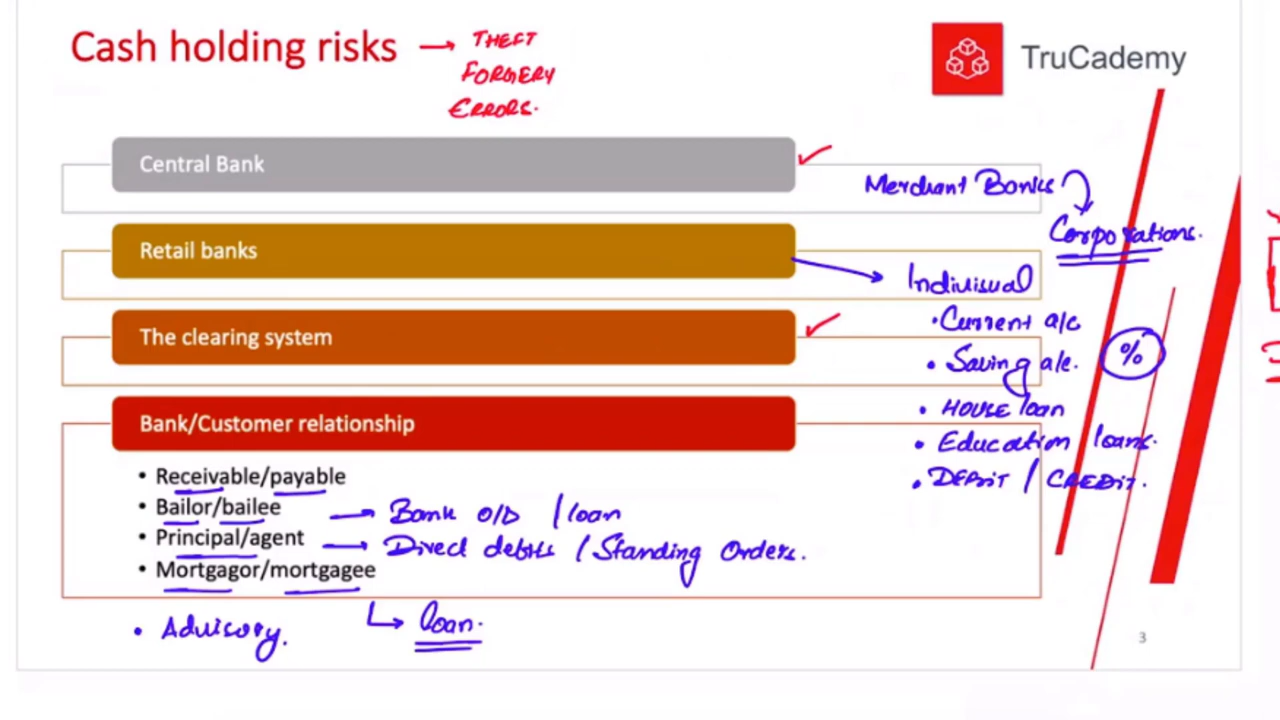 Cash holding risks → THEFT
FORGERY
ERRORS.
TruCademy
Central Bank
Merchant Banks
Corporations.
Retail banks
Indivisual
• Current a/c
The clearing system
• Saving a/c. %
• HOUSE loan
Bank/Customer relationship
• Education loans.
• DEBIT / CREDIT.
• Receivable/payable
• Bailor/bailee → Bank O/D / loan
• Principal/agent → Direct debits / Standing Orders.
• Mortgagor/mortgagee
• Advisory.
loan.
3